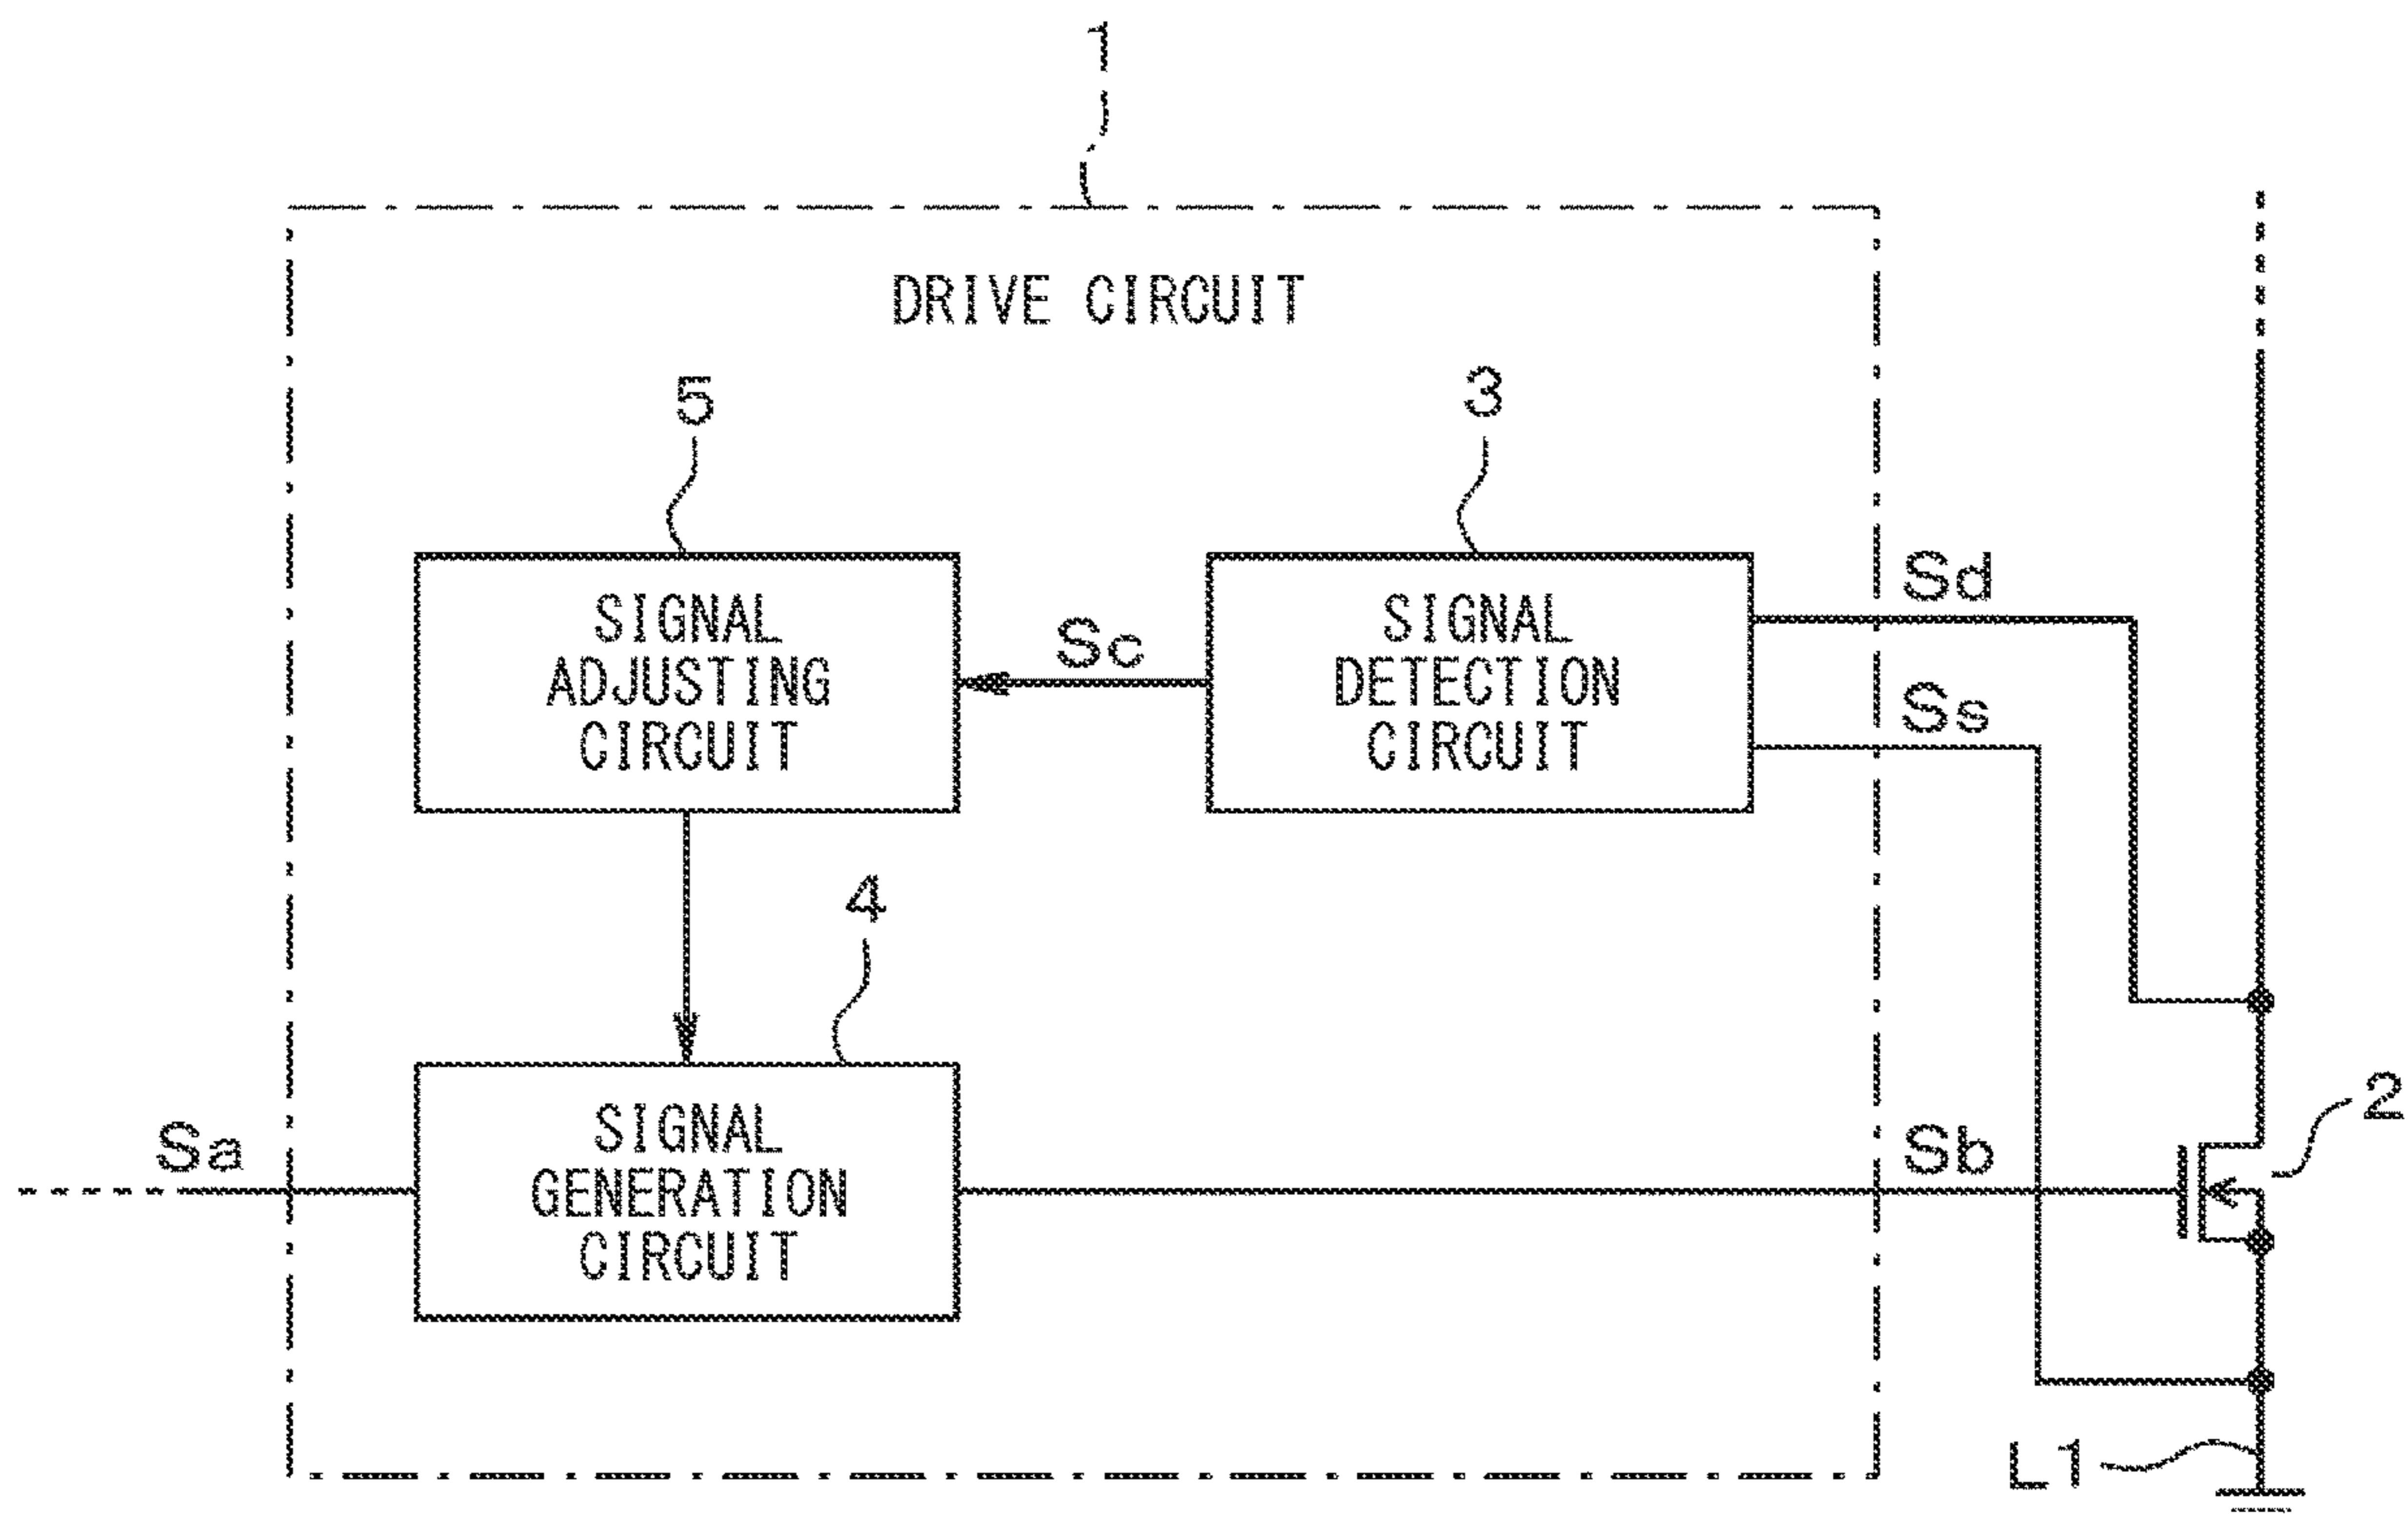 1
DRIVE CIRCUIT
5
3
SIGNAL
ADJUSTING
CIRCUIT
Sc
SIGNAL
DETECTION
CIRCUIT
Sd
Ss
4
SIGNAL
GENERATION
CIRCUIT
Sa
Sb
2
L1